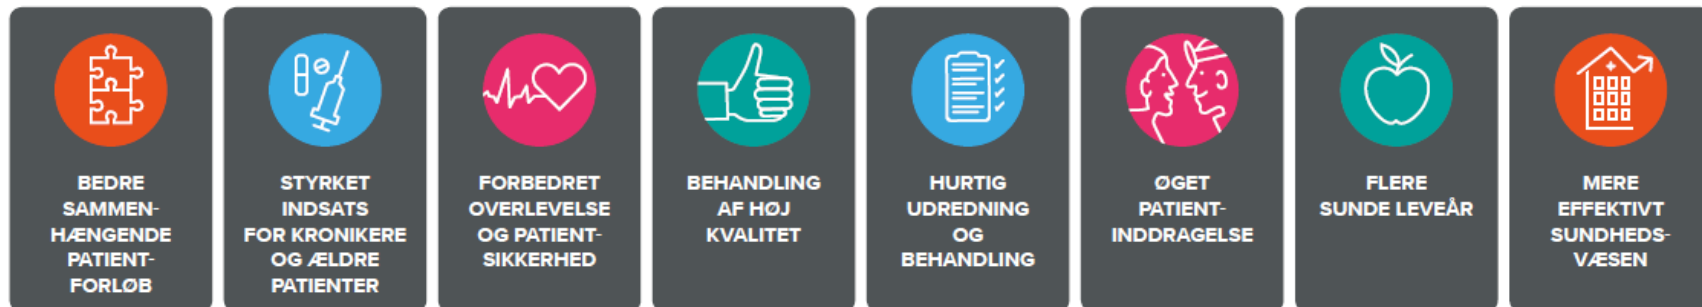 BEDRE
SAMMEN-
HÆNGENDE
PATIENT-
FORLØB
STYRKET
INDSATS
FOR KRONIKERE
OG ÆLDRE
PATIENTER
FORBEDRET
OVERLEVELSE
OG PATIENT-
SIKKERHED
BEHANDLING
AF HØJ
KVALITET
HURTIG
UDREDNING
OG
BEHANDLING
ØGET
PATIENT-
INDDRAGELSE
FLERE
SUNDE LEVEÅR
MERE
EFFEKTIVT
SUNDHEDS-
VÆSEN